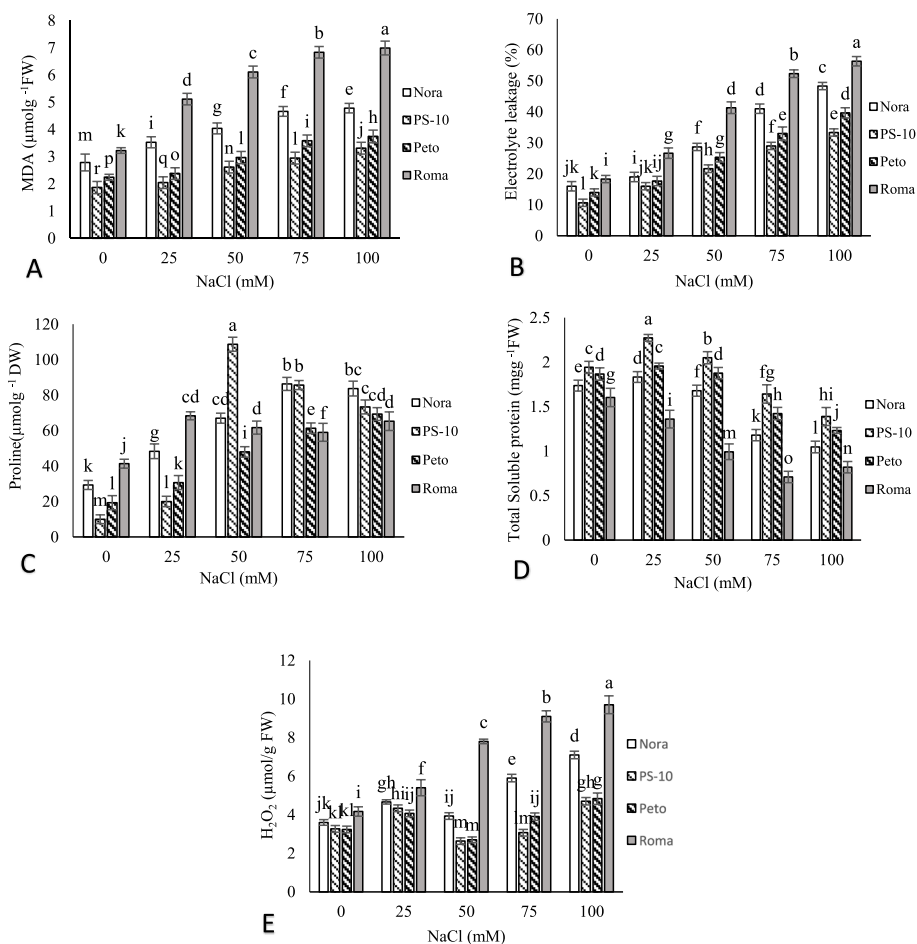 8
7
6
5
4
3
2
1
0
MDA (µmolg ⁻¹FW)
m r p k
i q o d
g n l c
f l i b
e j h a
0 25 50 75 100
NaCl (mM)
A
Nora
PS-10
Peto
Roma
70
60
50
40
30
20
10
0
Electrolyte leakage (%)
jk l k i
i jk ij g
f h g d
d f e b
c e d a
0 25 50 75 100
NaCl (mM)
B
Nora
PS-10
Peto
Roma
120
100
80
60
40
20
0
Proline(µmolg ⁻¹ DW)
k m l j
g l k cd
cd a i d
b b e f
bc c cd d
0 25 50 75 100
NaCl (mM)
C
Nora
PS-10
Peto
Roma
2.5
2
1.5
1
0.5
0
Total Soluble protein (mgg ⁻¹FW)
e c d g
d a c i
f b d m
k fg h o
l hi j n
0 25 50 75 100
NaCl (mM)
D
Nora
PS-10
Peto
Roma
12
10
8
6
4
2
0
H₂O₂ (µmol/g FW)
jk kl kl i
gh hi ij f
ij m m c
e lm ij b
d gh g a
0 25 50 75 100
NaCl (mM)
E
Nora
PS-10
Peto
Roma